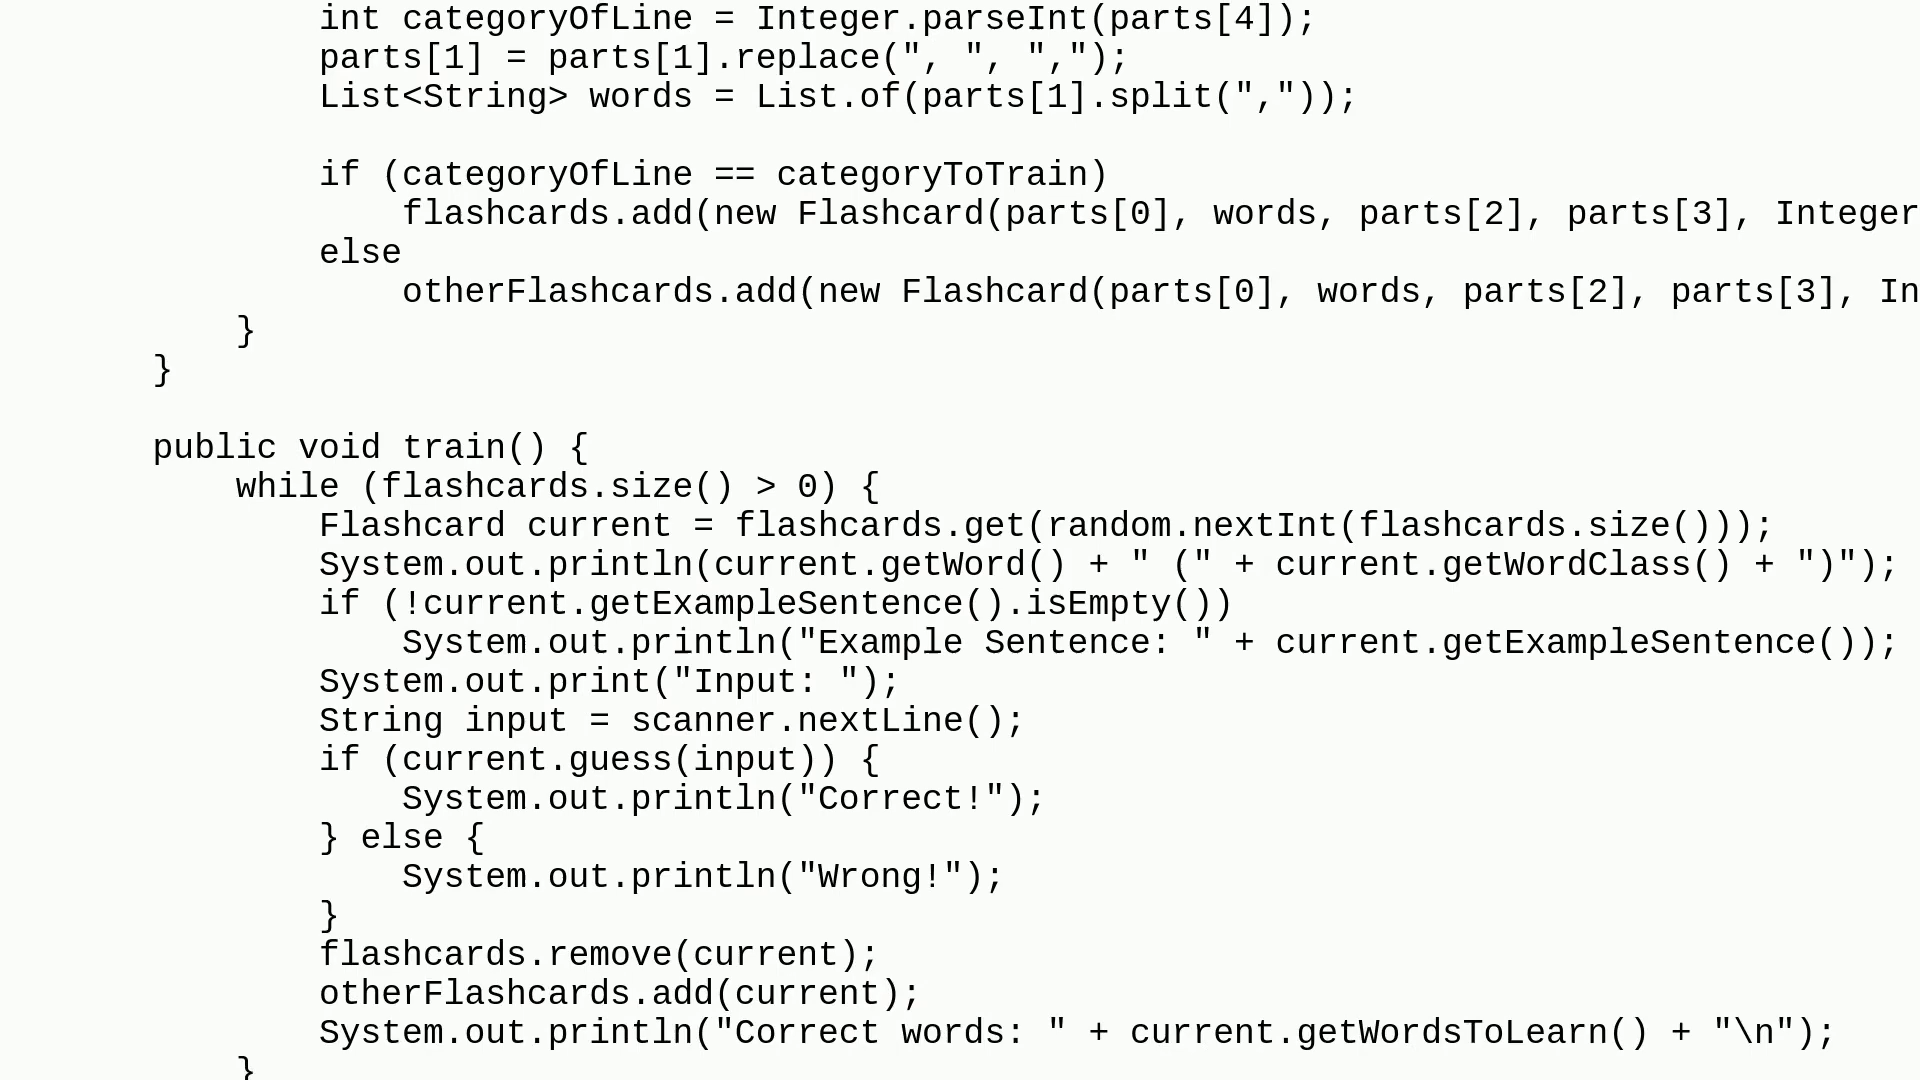 int categoryOfLine = Integer.parseInt(parts[4]);
parts[1] = parts[1].replace(", ", ",");
List<String> words = List.of(parts[1].split(","));
if (categoryOfLine == categoryToTrain)
flashcards.add(new Flashcard(parts[0], words, parts[2], parts[3], Integer
else
otherFlashcards.add(new Flashcard(parts[0], words, parts[2], parts[3], In
}
}
public void train() {
while (flashcards.size() > 0) {
Flashcard current = flashcards.get(random.nextInt(flashcards.size()));
System.out.println(current.getWord() + " (" + current.getWordClass() + ")");
if (!current.getExampleSentence().isEmpty())
System.out.println("Example Sentence: " + current.getExampleSentence());
System.out.print("Input: ");
String input = scanner.nextLine();
if (current.guess(input)) {
System.out.println("Correct!");
} else {
System.out.println("Wrong!");
}
flashcards.remove(current);
otherFlashcards.add(current);
System.out.println("Correct words: " + current.getWordsToLearn() + "\n");
}